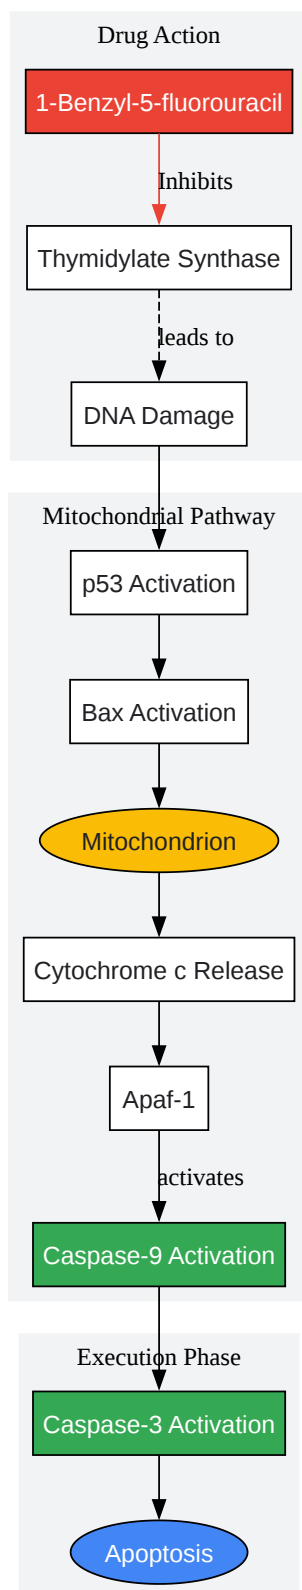 Drug Action
1-Benzyl-5-fluorouracil
Inhibits
Thymidylate Synthase
leads to
DNA Damage
Mitochondrial Pathway
p53 Activation
Bax Activation
Mitochondrion
Cytochrome c Release
Apaf-1
activates
Caspase-9 Activation
Execution Phase
Caspase-3 Activation
Apoptosis